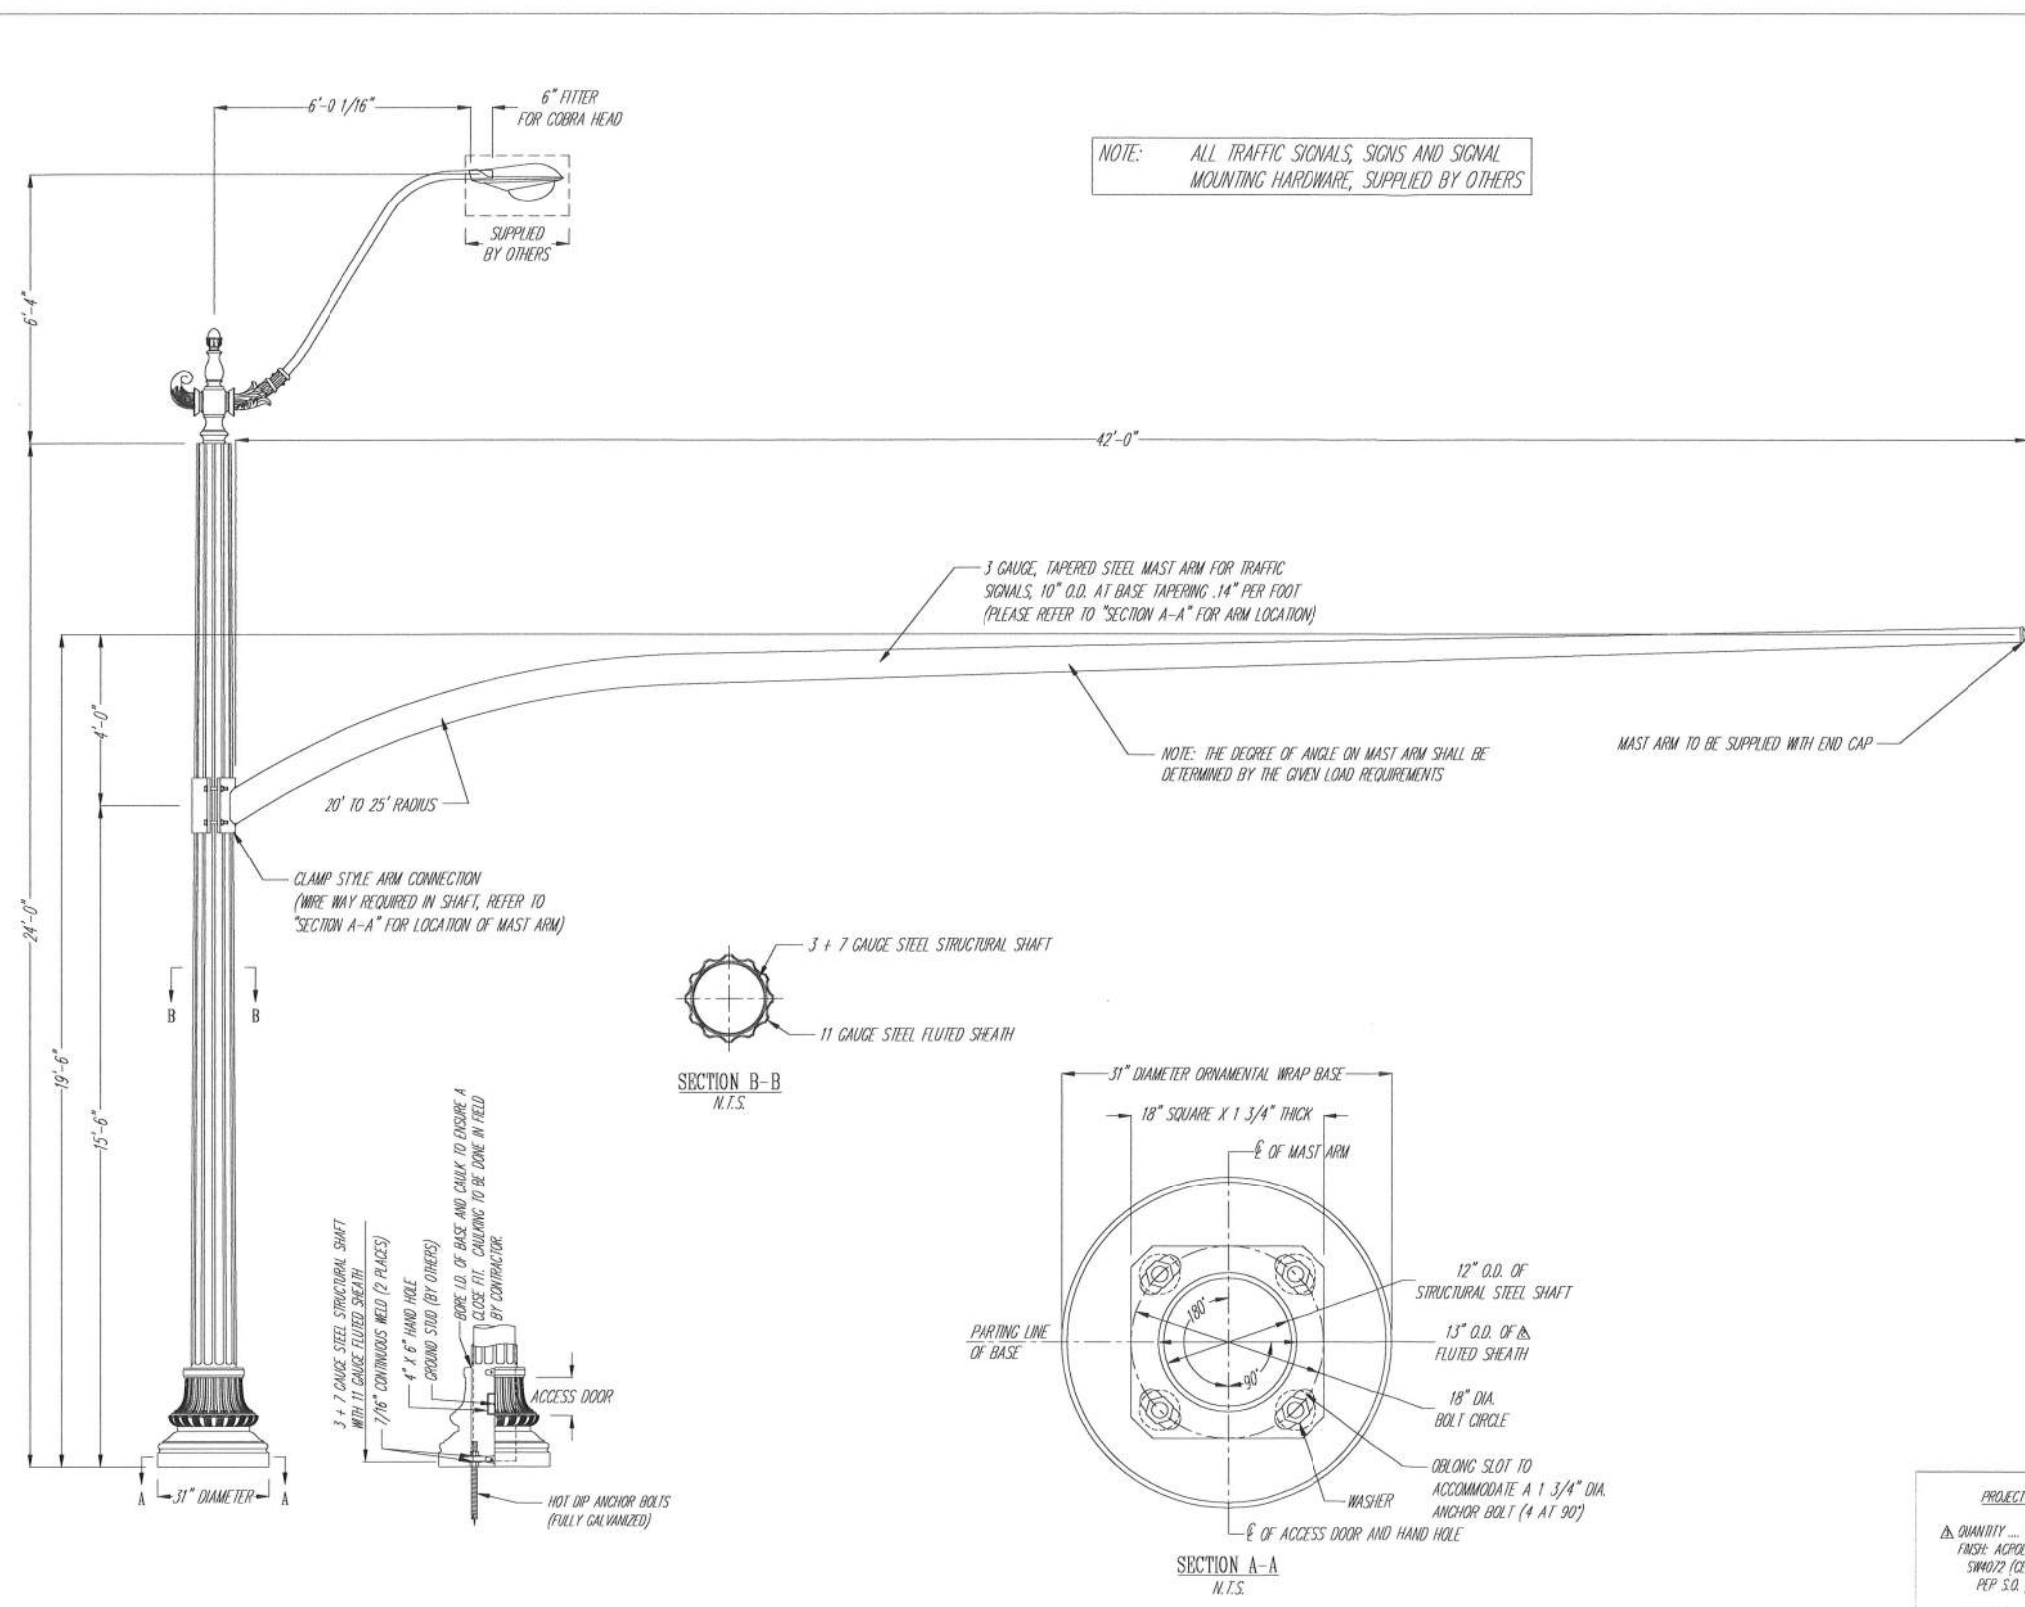 6'-0 1/16"
6" FITTER
FOR COBRA HEAD
SUPPLIED
BY OTHERS
NOTE: ALL TRAFFIC SIGNALS, SIGNS AND SIGNAL
MOUNTING HARDWARE, SUPPLIED BY OTHERS
6'-4"
42'-0"
3 GAUGE, TAPERED STEEL MAST ARM FOR TRAFFIC
SIGNALS, 10" O.D. AT BASE TAPERING .14" PER FOOT
(PLEASE REFER TO "SECTION A-A" FOR ARM LOCATION)
4'-0"
20' TO 25' RADIUS
NOTE: THE DEGREE OF ANGLE ON MAST ARM SHALL BE
DETERMINED BY THE GIVEN LOAD REQUIREMENTS
MAST ARM TO BE SUPPLIED WITH END CAP
CLAMP STYLE ARM CONNECTION
(WIRE WAY REQUIRED IN SHAFT, REFER TO
"SECTION A-A" FOR LOCATION OF MAST ARM)
24'-0"
19'-6"
15'-6"
B
B
3 + 7 GAUGE STEEL STRUCTURAL SHAFT
11 GAUGE STEEL FLUTED SHEATH
SECTION B-B
N.T.S.
3 + 7 GAUGE STEEL STRUCTURAL SHAFT
WITH 11 GAUGE FLUTED SHEATH
7/16" CONTINUOUS WELD (2 PLACES)
4" X 6" HAND HOLE
GROUND STUD (BY OTHERS)
BORE I.D. OF BASE AND CAULK TO ENSURE A
CLOSE FIT. CAULKING TO BE DONE IN FIELD
BY CONTRACTOR.
ACCESS DOOR
HOT DIP ANCHOR BOLTS
(FULLY GALVANIZED)
A
31" DIAMETER
A
31" DIAMETER ORNAMENTAL WRAP BASE
18" SQUARE X 1 3/4" THICK
℄ OF MAST ARM
180°
90°
PARTING LINE
OF BASE
12" O.D. OF
STRUCTURAL STEEL SHAFT
13" O.D. OF
FLUTED SHEATH
18" DIA.
BOLT CIRCLE
OBLONG SLOT TO
ACCOMMODATE A 1 3/4" DIA.
ANCHOR BOLT (4 AT 90°)
WASHER
℄ OF ACCESS DOOR AND HAND HOLE
SECTION A-A
N.T.S.
PROJECT
QUANTITY ....
FINISH:
SW4072
PEP S.O.